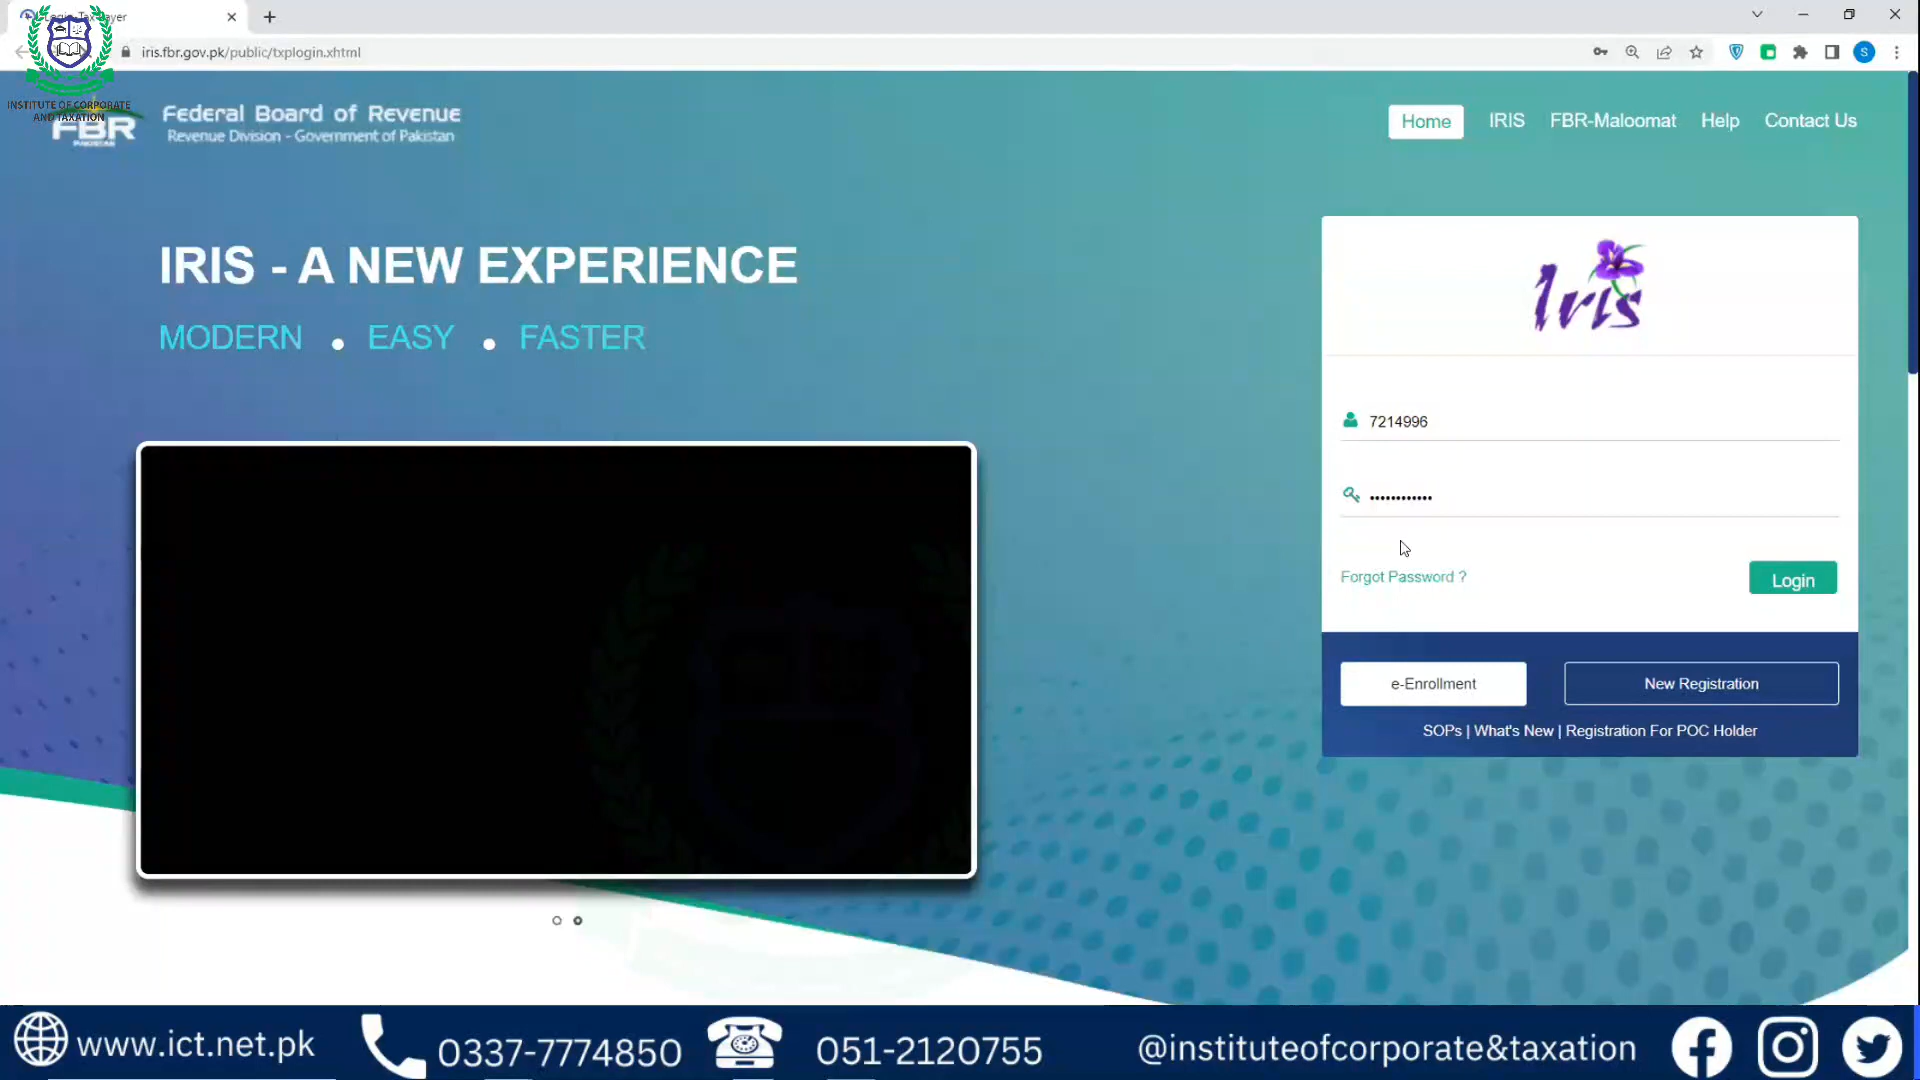 Login Taxpayer
iris.fbr.gov.pk/public/txplogin.xhtml
S
INSTITUTE OF CORPORATE
AND TAXATION
FBR
PAKISTAN
Federal Board of Revenue
Revenue Division - Government of Pakistan
Home
IRIS
FBR-Maloomat
Help
Contact Us
IRIS - A NEW EXPERIENCE
MODERN . EASY . FASTER
Iris
7214996
••••••••••••
Forgot Password ?
Login
e-Enrollment
New Registration
SOPs | What's New | Registration For POC Holder
www.ict.net.pk
0337-7774850
051-2120755
@instituteofcorporate&taxation